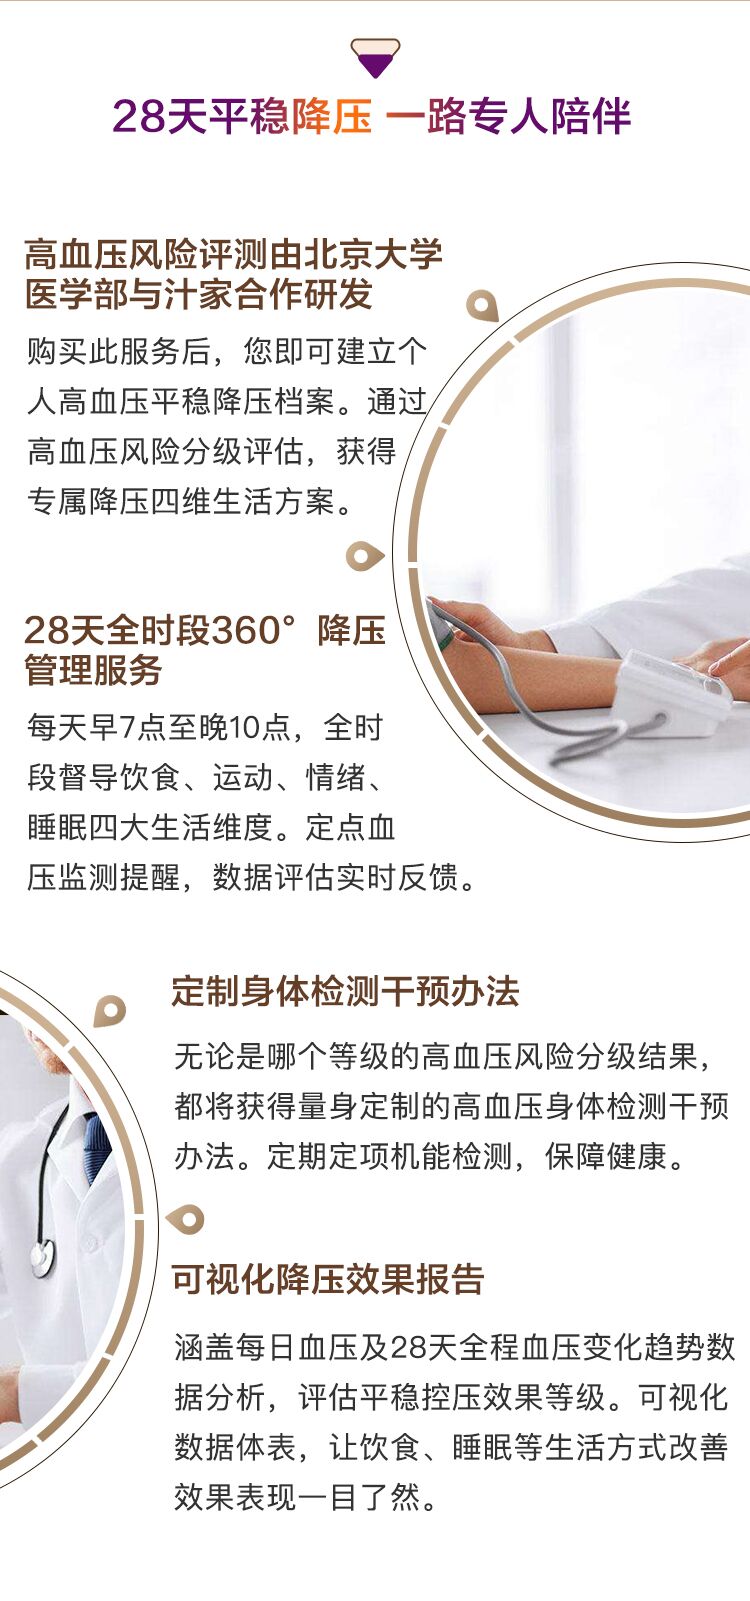 28天平稳降压 一路专人陪伴
高血压风险评测由北京大学
医学部与汁家合作研发
购买此服务后，您即可建立个
人高血压平稳降压档案。通过
高血压风险分级评估，获得
专属降压四维生活方案。
28天全时段360°降压
管理服务
每天早7点至晚10点，全时
段督导饮食、运动、情绪、
睡眠四大生活维度。定点血
压监测提醒，数据评估实时反馈。
定制身体检测干预办法
无论是哪个等级的高血压风险分级结果，
都将获得量身定制的高血压身体检测干预
办法。定期定项机能检测，保障健康。
可视化降压效果报告
涵盖每日血压及28天全程血压变化趋势数
据分析，评估平稳控压效果等级。可视化
数据体表，让饮食、睡眠等生活方式改善
效果表现一目了然。